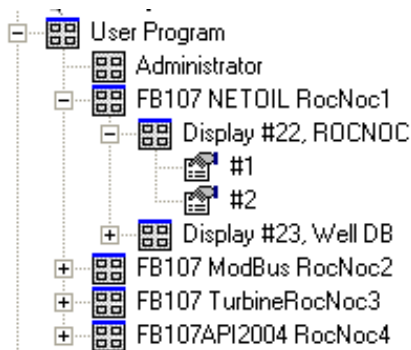 User Program
Administrator
FB107 NETOIL RocNoc1
Display #22, ROCNOC
#1
#2
Display #23, Well DB
FB107 ModBus RocNoc2
FB107 TurbineRocNoc3
FB107API2004 RocNoc4